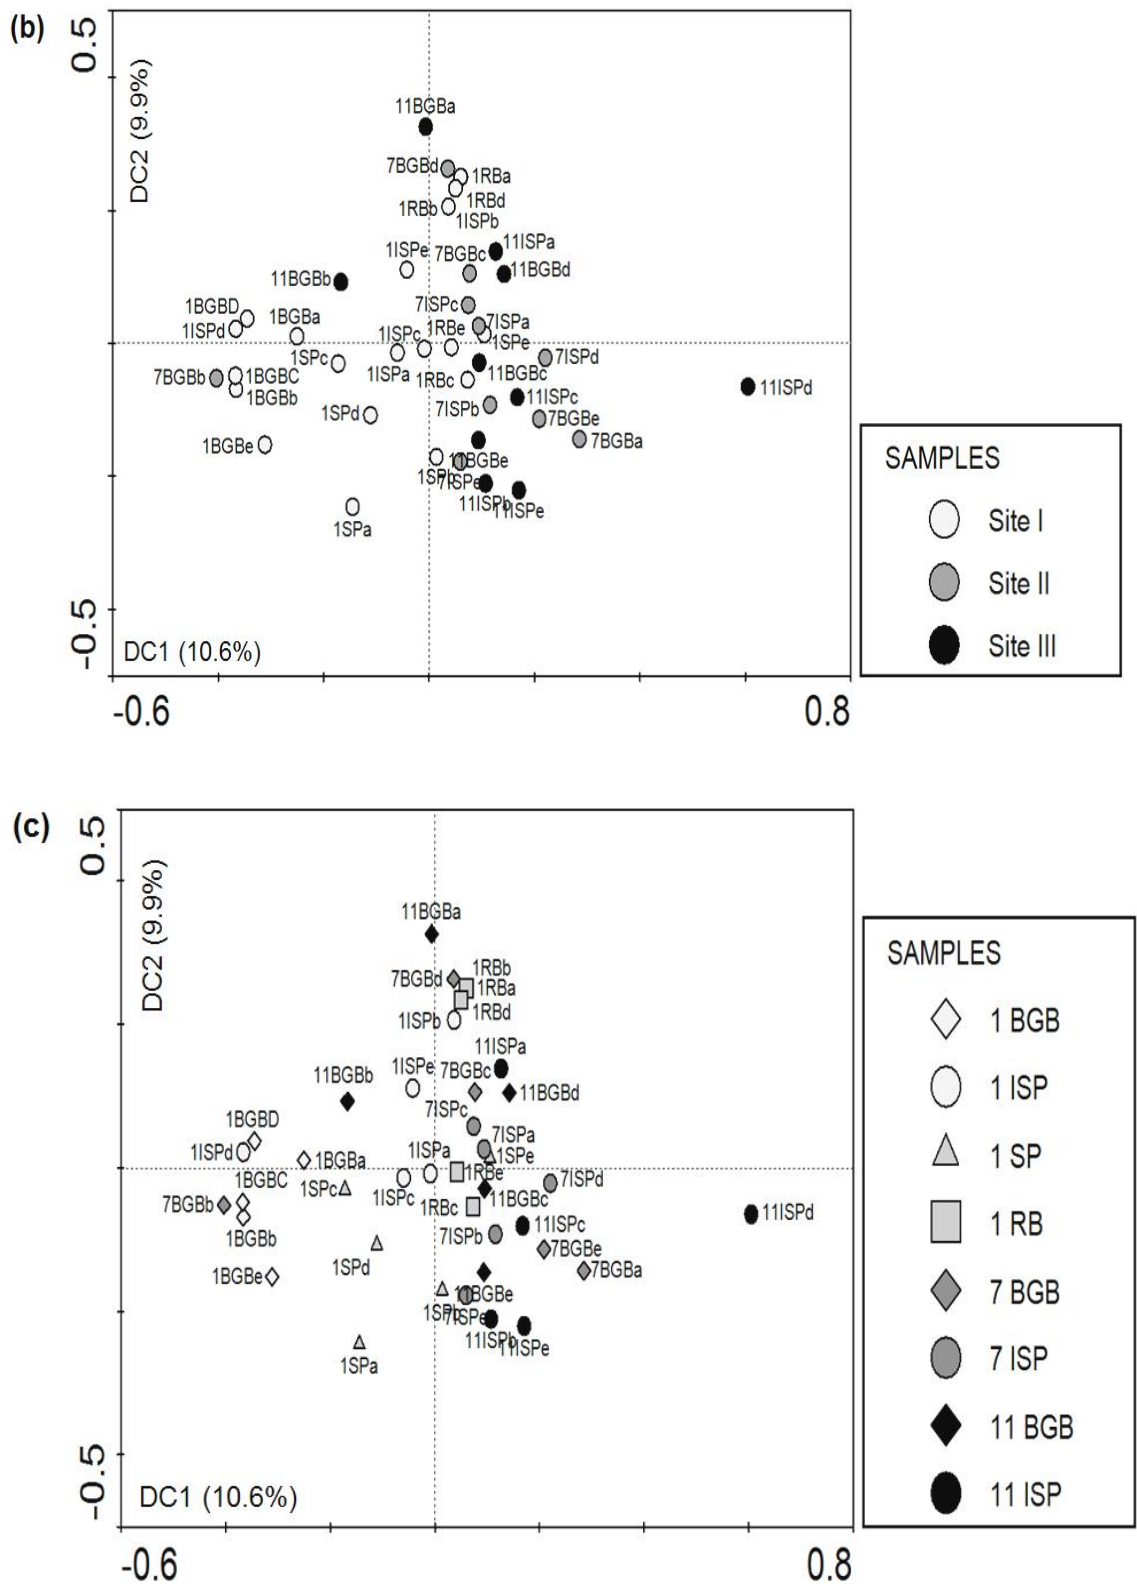 (b)
0.5
DC2 (9.9%)
11BGBa
7BGBd
1RBa
1RBd
1RBb
1ISPb
1ISPe
7BGBc
11ISPa
11BGBd
11BGBb
1BGBD
1ISPd
1BGBa
7ISPc
7ISPa
1RBe
1SPe
1ISPc
1ISPa
1SPc
7BGBb
1BGBC
1BGBb
1RBc
11BGBc
7ISPd
11ISPd
11ISPc
7ISPb
7BGBe
7BGBa
1SPd
1BGBe
11BGBe
1SPb
7ISPe
11ISPb
11ISPe
1SPa
-0.5
DC1 (10.6%)
-0.6
0.8
SAMPLES
Site I
Site II
Site III
(c)
0.5
DC2 (9.9%)
11BGBa
7BGBd
1RBb
1RBa
1RBd
1ISPb
11ISPa
1ISPe
7BGBc
11BGBd
11BGBb
7ISPc
1BGBD
1ISPd
7ISPa
1ISPa
1SPe
1BGBa
1RBe
1BGBC
1SPc
1ISPc
11BGBc
7ISPd
7BGBb
1RBc
11ISPd
11ISPc
1BGBb
7ISPb
7BGBe
1SPd
7BGBa
1BGBe
11BGBe
1SPb
7ISPe
11ISPb
11ISPe
1SPa
-0.5
DC1 (10.6%)
-0.6
0.8
SAMPLES
1 BGB
1 ISP
1 SP
1 RB
7 BGB
7 ISP
11 BGB
11 ISP